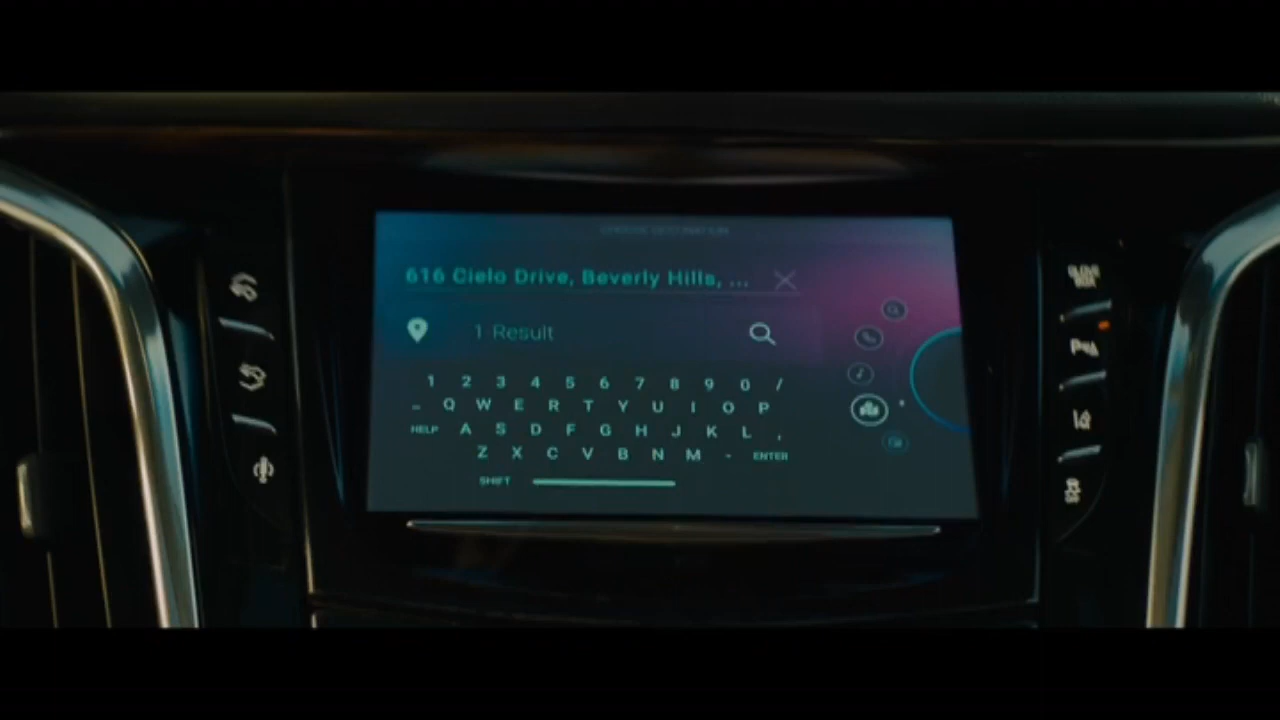 616 Cielo Drive, Beverly Hills, ...
1 Result
1 2 3 4 5 6 7 8 9 0 /
_ Q W E R T Y U I O P
HELP A S D F G H J K L ,
Z X C V B N M - ENTER
SHIFT